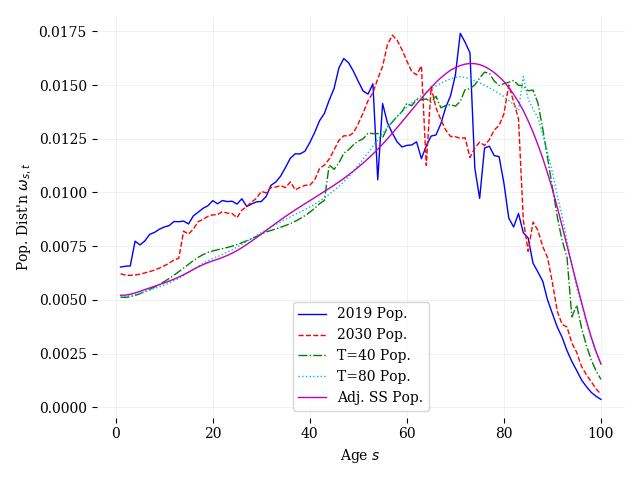 0.0175
0.0150
0.0125
0.0100
0.0075
0.0050
0.0025
0.0000
Pop. Dist'n ω_{s,t}
2019 Pop.
2030 Pop.
T=40 Pop.
T=80 Pop.
Adj. SS Pop.
0 20 40 60 80 100
Age s